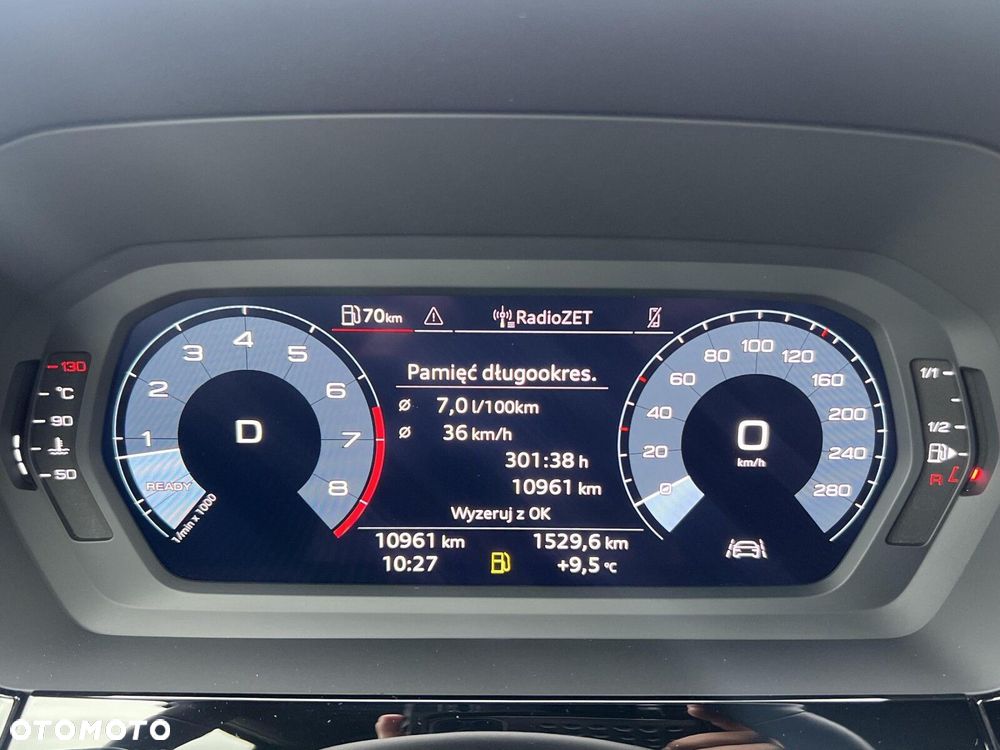 70 km
RadioZET
Pamięć długookres.
Ø 7,0 l/100km
Ø 36 km/h
301:38 h
10961 km
Wyzeruj z OK
10961 km 1529,6 km
10:27 +9,5 °C
1 2 3 4 5 6 7 8
READY
1/min x 1000
D
0 20 40 60 80 100 120 160 200 240 280
0
km/h
130
°C
90
50
1/1
1/2
R
OTOMOTO